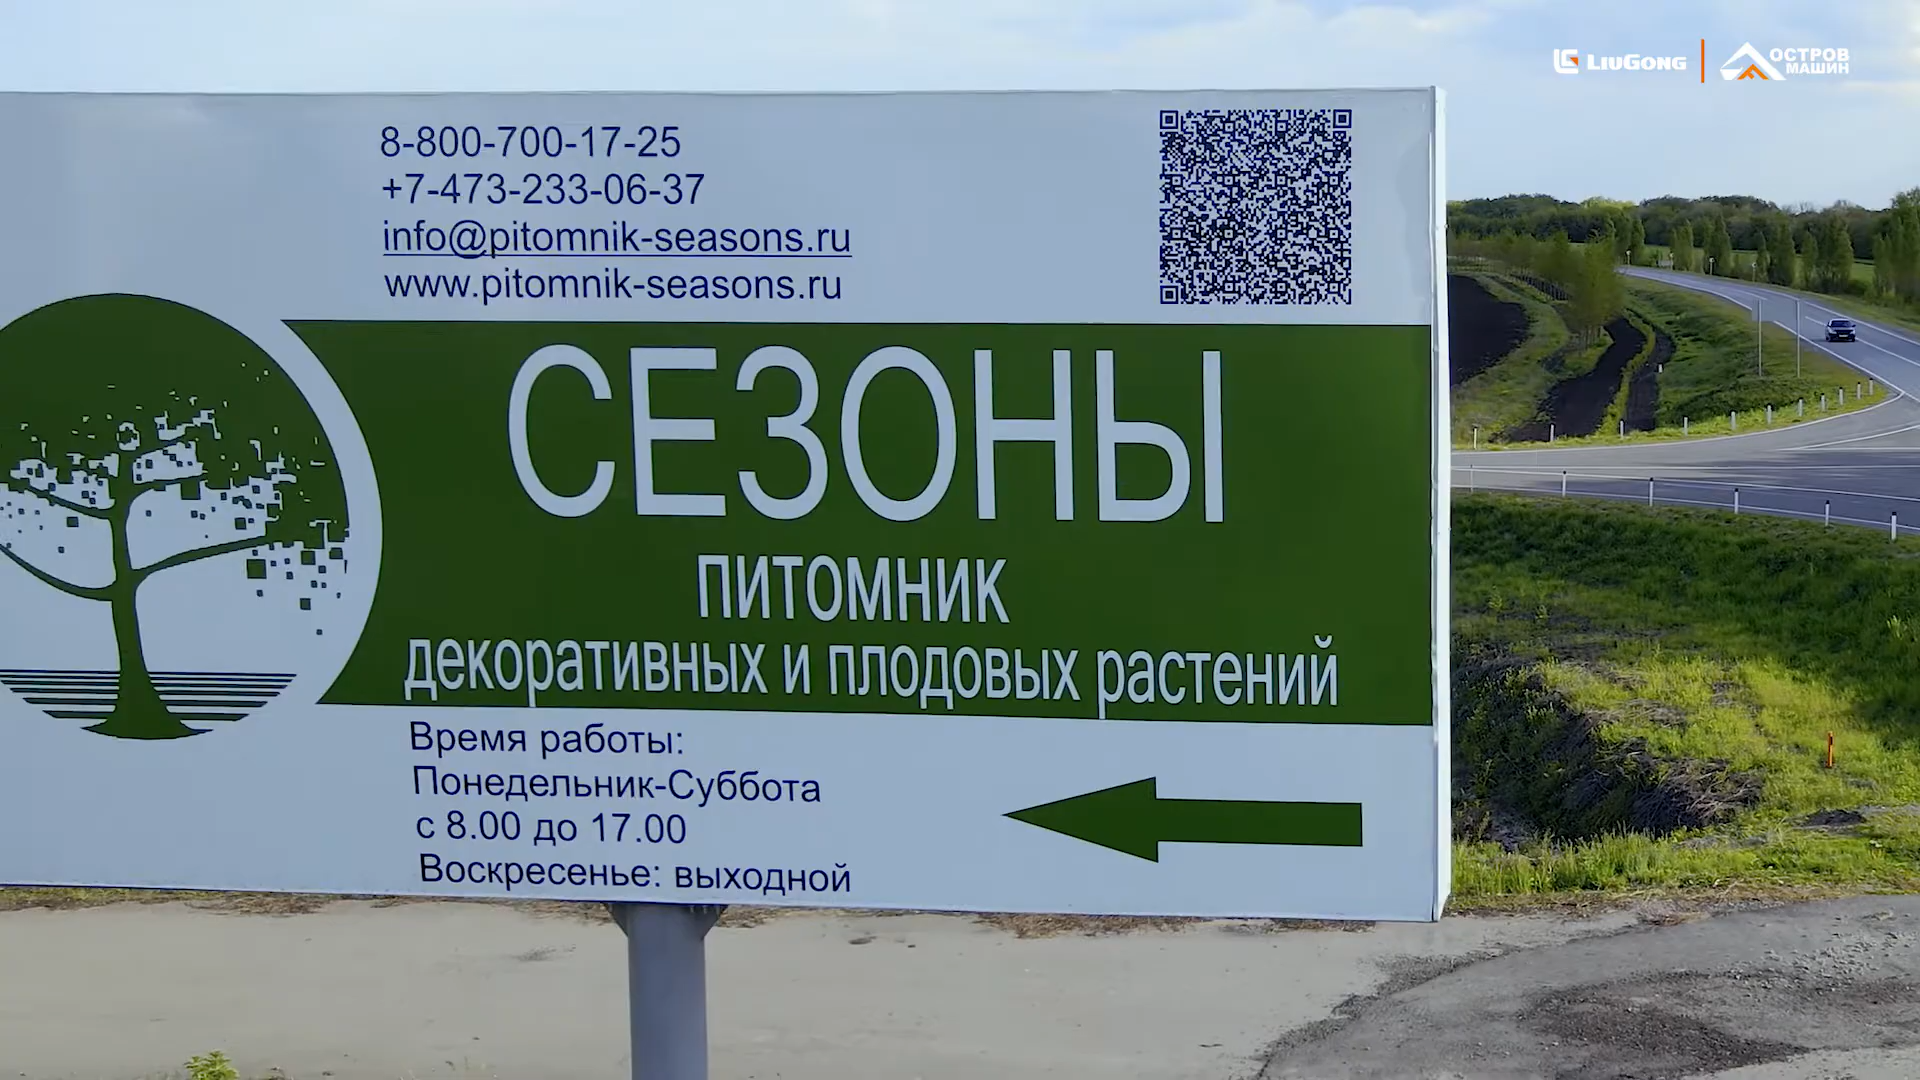 LiuGong
ОСТРОВ
МАШИН
8-800-700-17-25
+7-473-233-06-37
info@pitomnik-seasons.ru
www.pitomnik-seasons.ru
СЕЗОНЫ
ПИТОМНИК
декоративных и плодовых растений
Время работы:
Понедельник-Суббота
с 8.00 до 17.00
Воскресенье: выходной